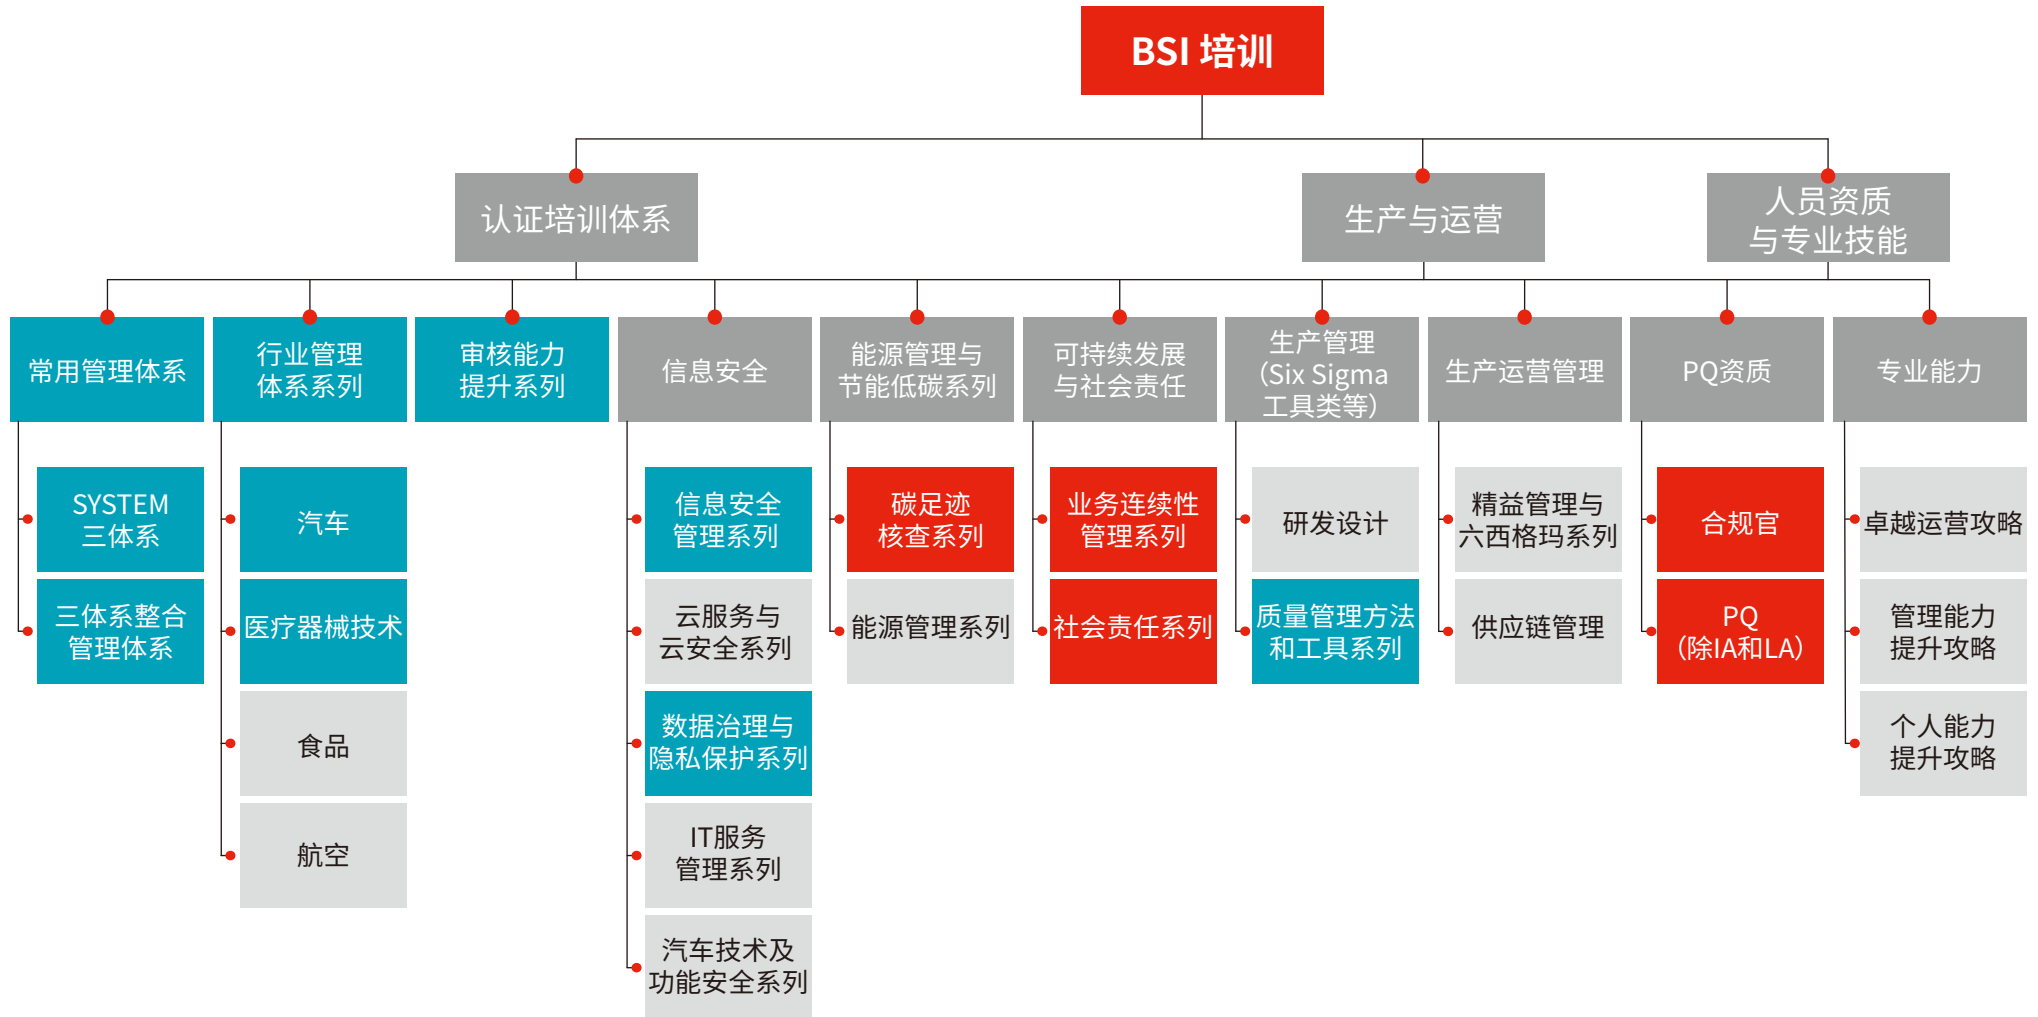 BSI 培训
认证培训体系
生产与运营
人员资质
与专业技能
常用管理体系
行业管理
体系系列
审核能力
提升系列
信息安全
能源管理与
节能低碳系列
可持续发展
与社会责任
生产管理
（Six Sigma
工具类等）
生产运营管理
PQ资质
专业能力
SYSTEM
三体系
三体系整合
管理体系
汽车
医疗器械技术
食品
航空
信息安全
管理系列
云服务与
云安全系列
数据治理与
隐私保护系列
IT服务
管理系列
汽车技术及
功能安全系列
碳足迹
核查系列
能源管理系列
业务连续性
管理系列
社会责任系列
研发设计
质量管理方法
和工具系列
精益管理与
六西格玛系列
供应链管理
合规官
PQ
（除IA和LA）
卓越运营攻略
管理能力
提升攻略
个人能力
提升攻略